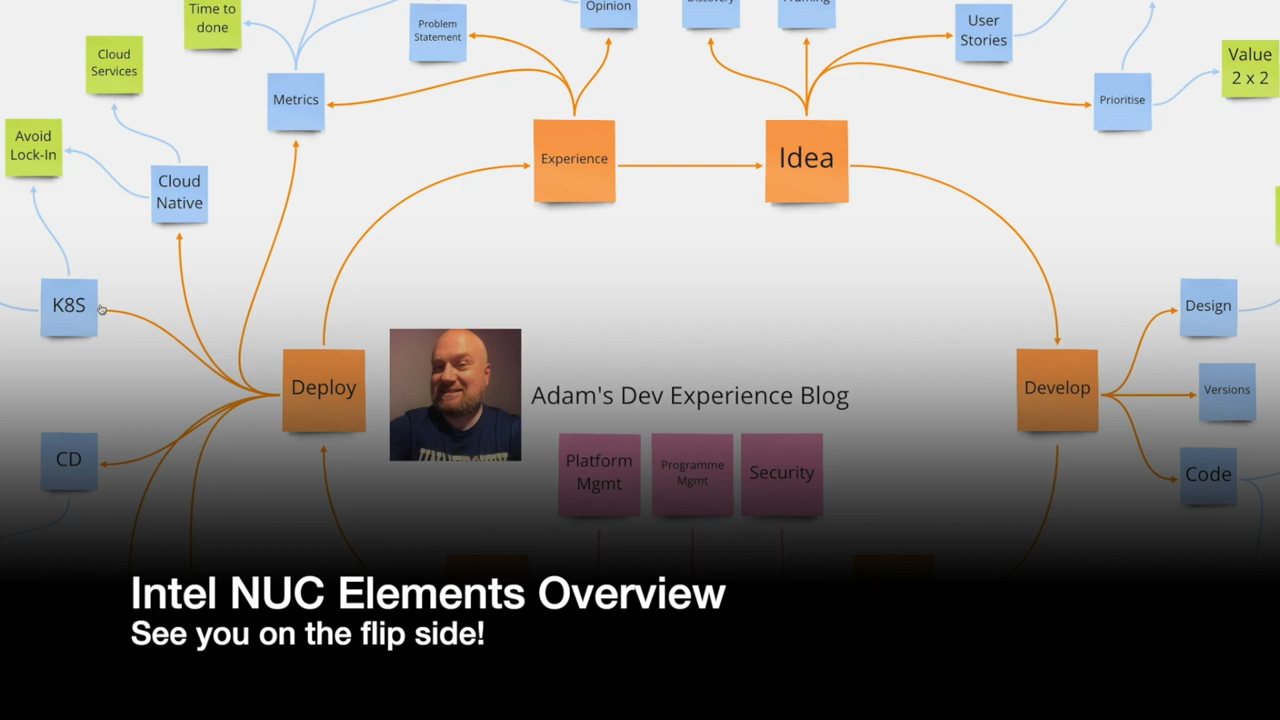 Time to
done
Opinion
Discovery
Framing
Problem
Statement
User
Stories
Cloud
Services
Value
2 x 2
Metrics
Prioritise
Avoid
Lock-In
Experience
Idea
Cloud
Native
K8S
Design
Deploy
Adam's Dev Experience Blog
Develop
Versions
CD
Platform
Mgmt
Programme
Mgmt
Security
Code
Intel NUC Elements Overview
See you on the flip side!